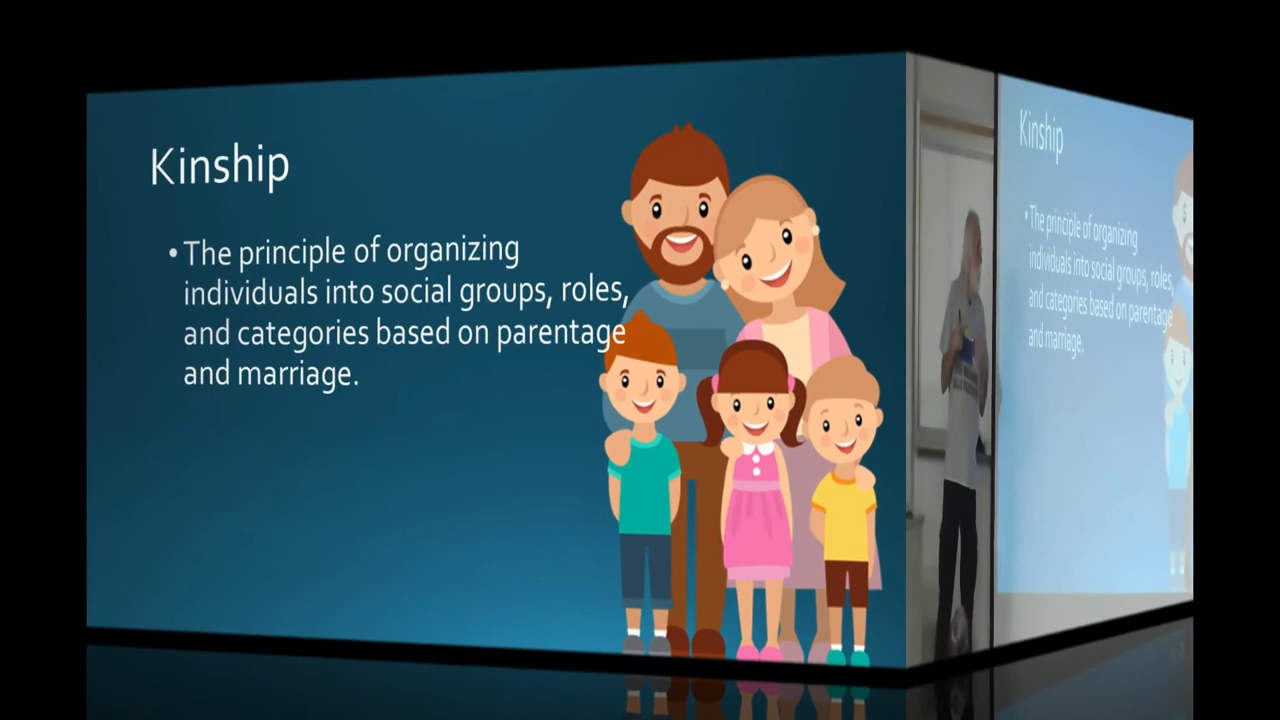 Kinship
• The principle of organizing
individuals into social groups, roles,
and categories based on parentage
and marriage.
Kinship
• The principle of organizing
individuals into social groups, roles,
and categories based on parentage
and marriage.